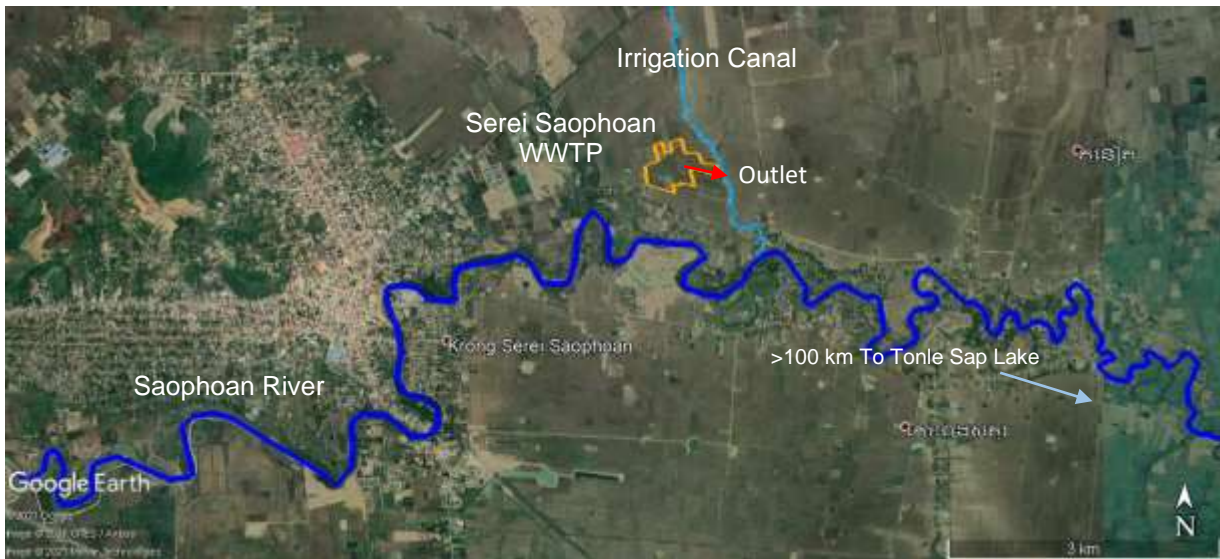 Irrigation Canal
Serei Saophoan
WWTP
Outlet
Krong Serei Saophoan
>100 km To Tonle Sap Lake
Saophoan River
Google Earth
N
3 km